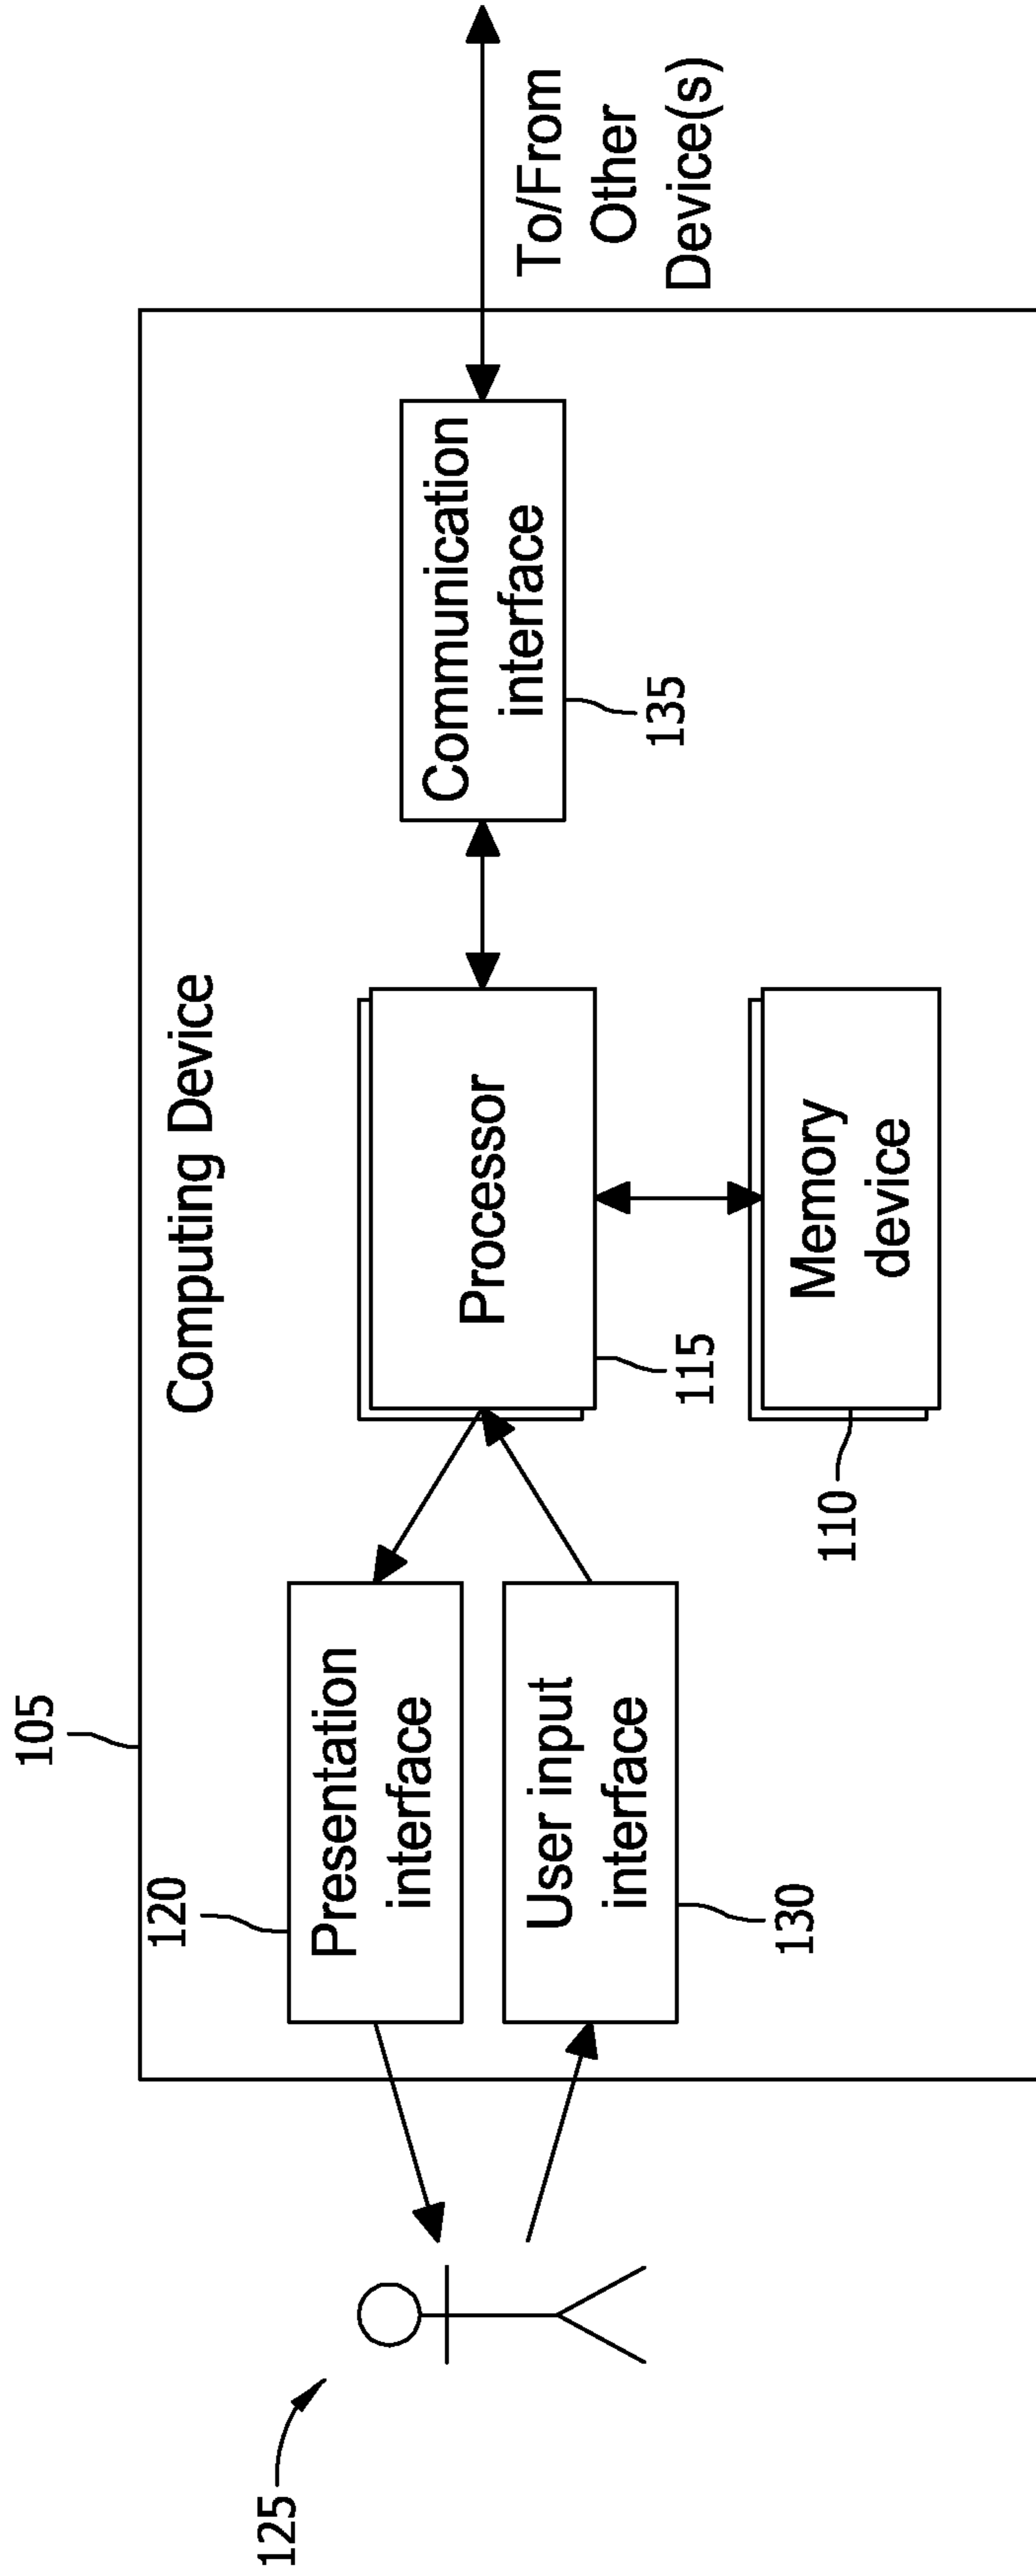 105
Computing Device
120
Presentation
interface
User input
interface
130
125
Processor
115
Memory
device
110
Communication
interface
135
To/From
Other
Device(s)